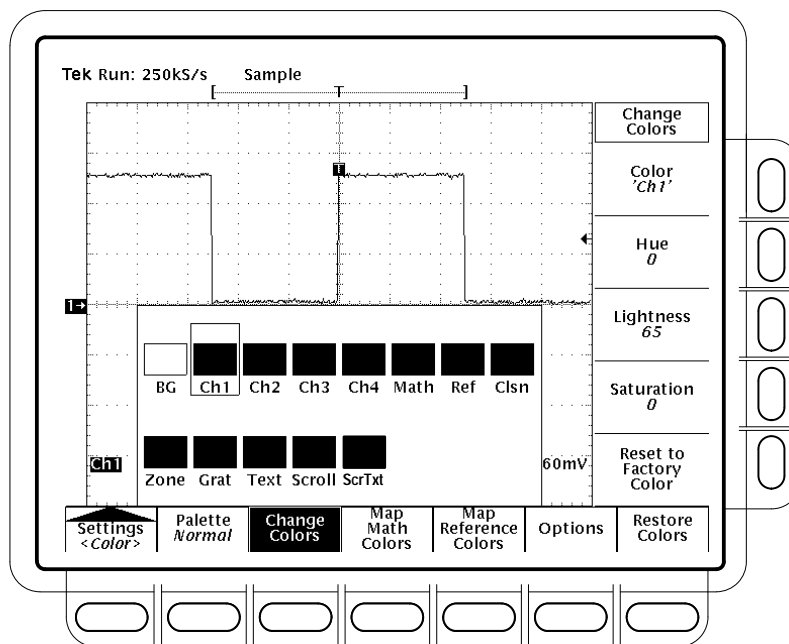 Tek Run: 250kS/s Sample
[ T ]
T
1→
Change
Colors
Color
'Ch1'
Hue
0
Lightness
65
Saturation
0
Reset to
Factory
Color
BG Ch1 Ch2 Ch3 Ch4 Math Ref Clsn
Zone Grat Text Scroll ScrTxt
Ch1
60mV
Settings
<Color>
Palette
Normal
Change
Colors
Map
Math
Colors
Map
Reference
Colors
Options
Restore
Colors